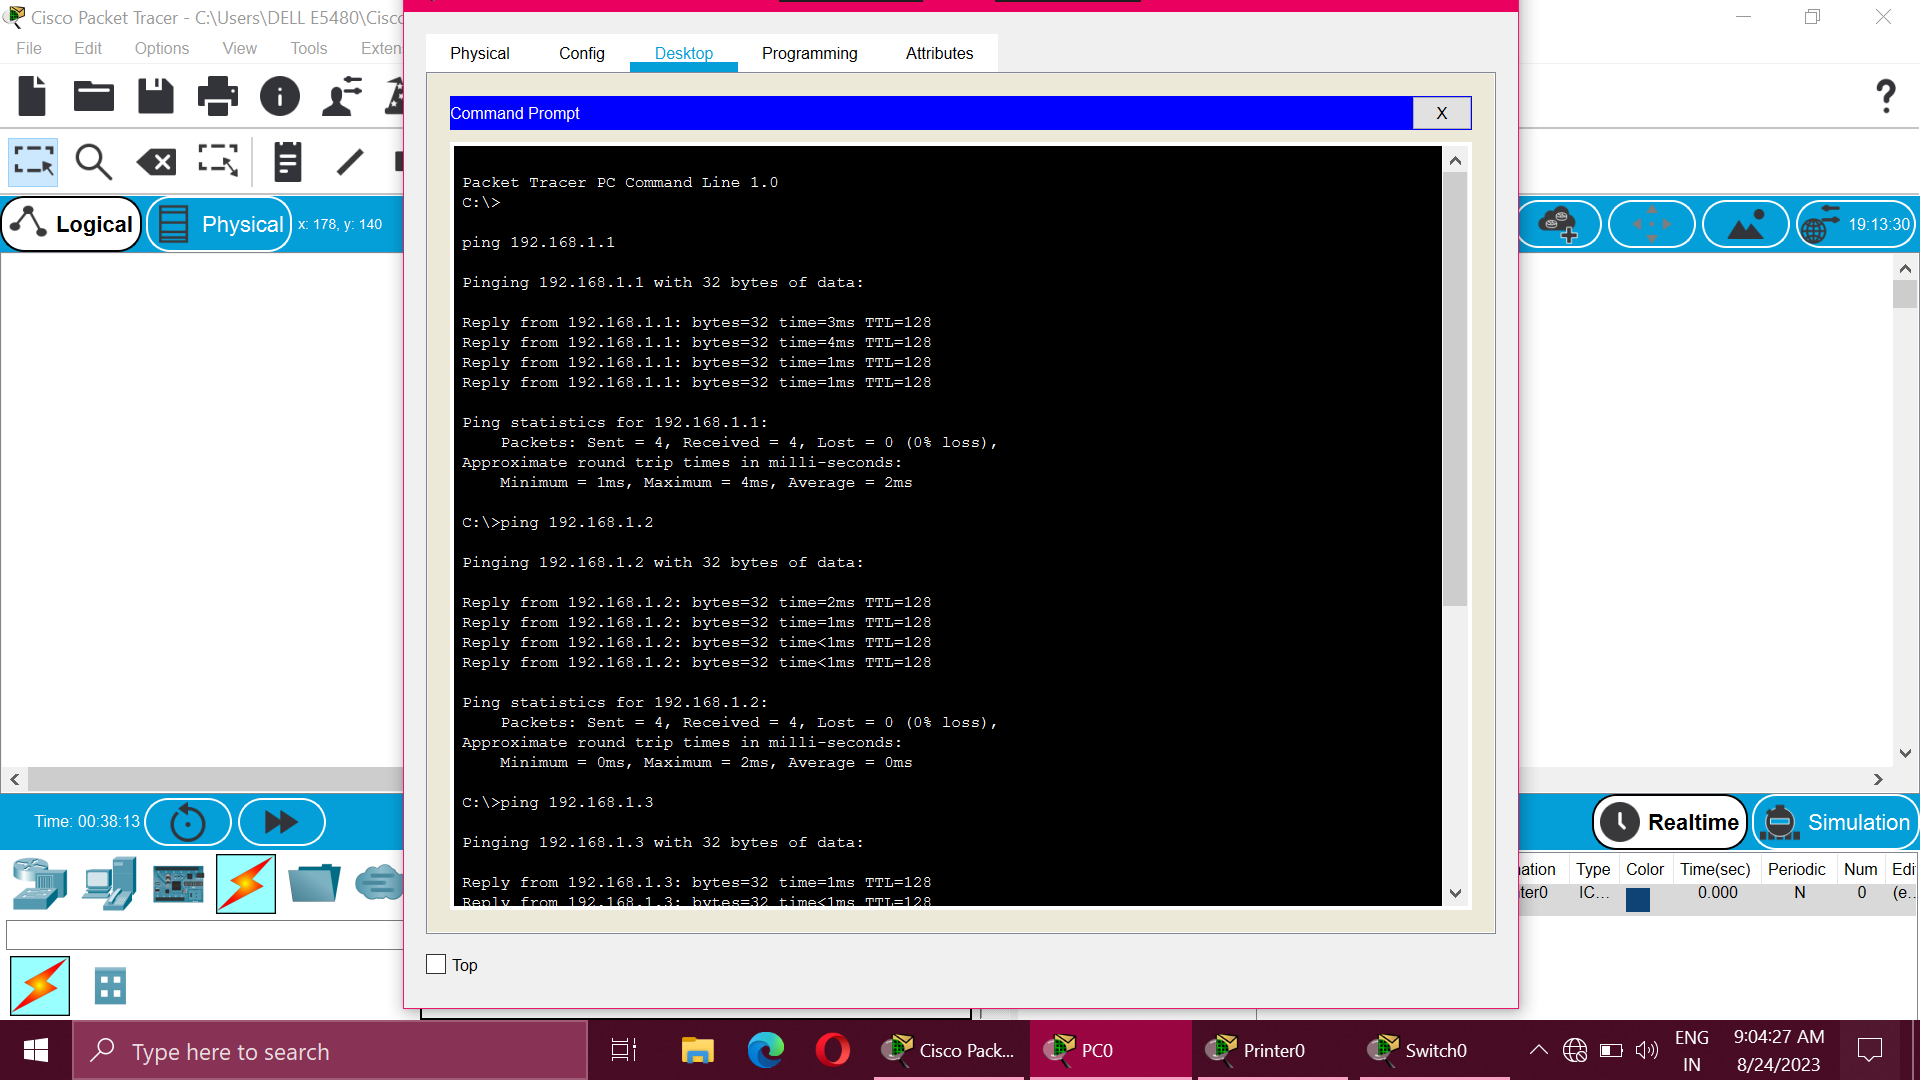 Cisco Packet Tracer - C:\Users\DELL E5480\Cisco
File Edit Options View Tools Exten
Physical Config Desktop Programming Attributes
?
Command Prompt X
Logical Physical x: 178, y: 140
19:13:30
Packet Tracer PC Command Line 1.0
C:\>
ping 192.168.1.1
Pinging 192.168.1.1 with 32 bytes of data:
Reply from 192.168.1.1: bytes=32 time=3ms TTL=128
Reply from 192.168.1.1: bytes=32 time=4ms TTL=128
Reply from 192.168.1.1: bytes=32 time=1ms TTL=128
Reply from 192.168.1.1: bytes=32 time=1ms TTL=128
Ping statistics for 192.168.1.1:
Packets: Sent = 4, Received = 4, Lost = 0 (0% loss),
Approximate round trip times in milli-seconds:
Minimum = 1ms, Maximum = 4ms, Average = 2ms
C:\>ping 192.168.1.2
Pinging 192.168.1.2 with 32 bytes of data:
Reply from 192.168.1.2: bytes=32 time=2ms TTL=128
Reply from 192.168.1.2: bytes=32 time=1ms TTL=128
Reply from 192.168.1.2: bytes=32 time<1ms TTL=128
Reply from 192.168.1.2: bytes=32 time<1ms TTL=128
Ping statistics for 192.168.1.2:
Packets: Sent = 4, Received = 4, Lost = 0 (0% loss),
Approximate round trip times in milli-seconds:
Minimum = 0ms, Maximum = 2ms, Average = 0ms
C:\>ping 192.168.1.3
Pinging 192.168.1.3 with 32 bytes of data:
Reply from 192.168.1.3: bytes=32 time=1ms TTL=128
Reply from 192.168.1.3: bytes=32 time<1ms TTL=128
Top
Time: 00:38:13
Realtime Simulation
nation Type Color Time(sec) Periodic Num Edi
ter0 IC... 0.000 N 0 (e..
Type here to search
Cisco Pack... PC0 Printer0 Switch0
ENG
IN
9:04:27 AM
8/24/2023